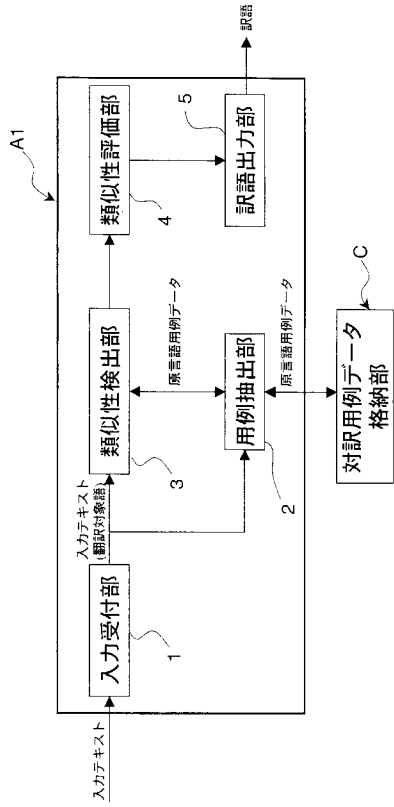 A1
入力テキスト
入力受付部
1
入力テキスト
(翻訳対象語)
類似性検出部
3
類似性評価部
4
原言語用例データ
用例抽出部
2
訳語出力部
5
訳語
原言語用例データ
対訳用例データ
格納部
C